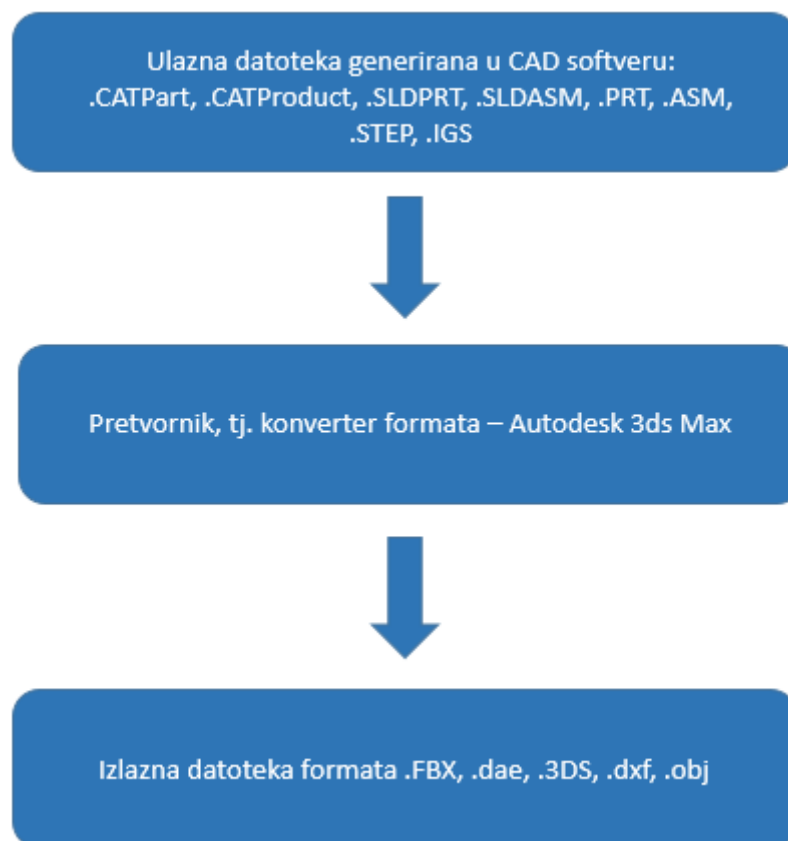 Ulazna datoteka generirana u CAD softveru:
.CATPart, .CATProduct, .SLDPRT, .SLDASM, .PRT, .ASM,
.STEP, .IGS
Pretvornik, tj. konverter formata – Autodesk 3ds Max
Izlazna datoteka formata .FBX, .dae, .3DS, .dxf, .obj